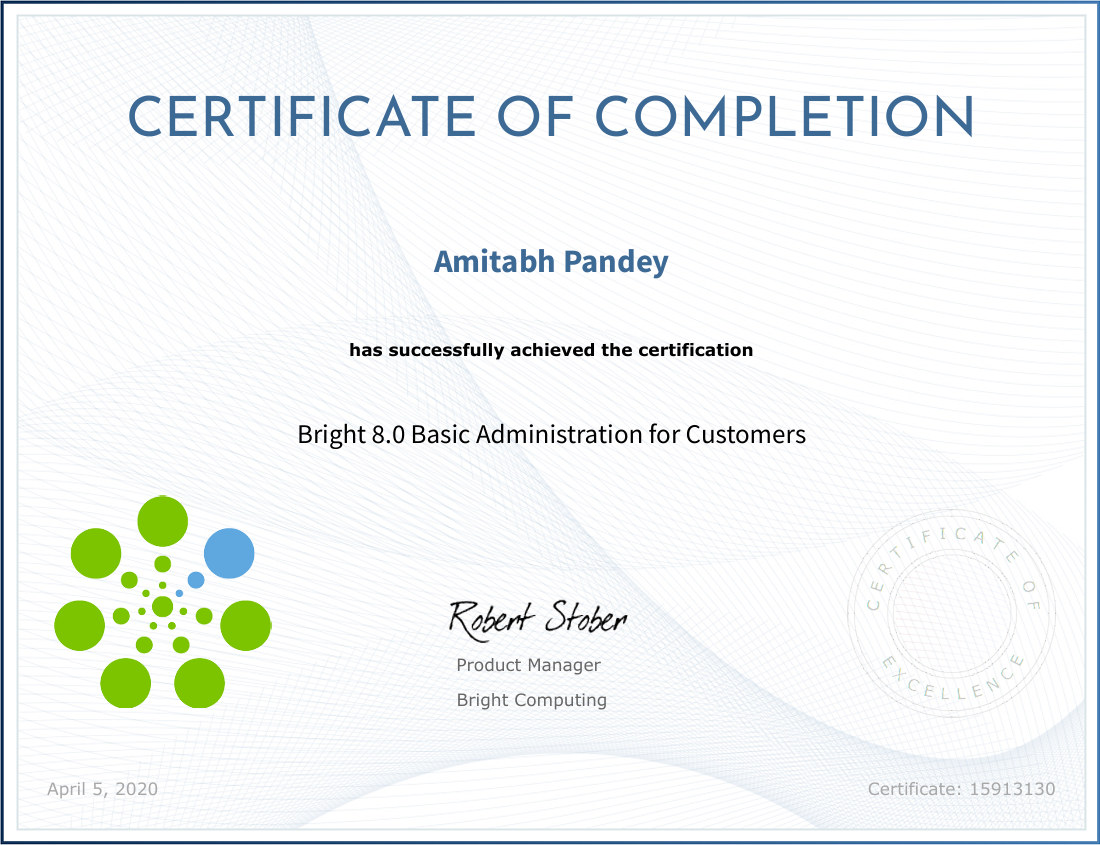 CERTIFICATE OF COMPLETION
Amitabh Pandey
has successfully achieved the certification
Bright 8.0 Basic Administration for Customers
CERTIFICATE OF
EXCELLENCE
Robert Stober
Product Manager
Bright Computing
April 5, 2020
Certificate: 15913130